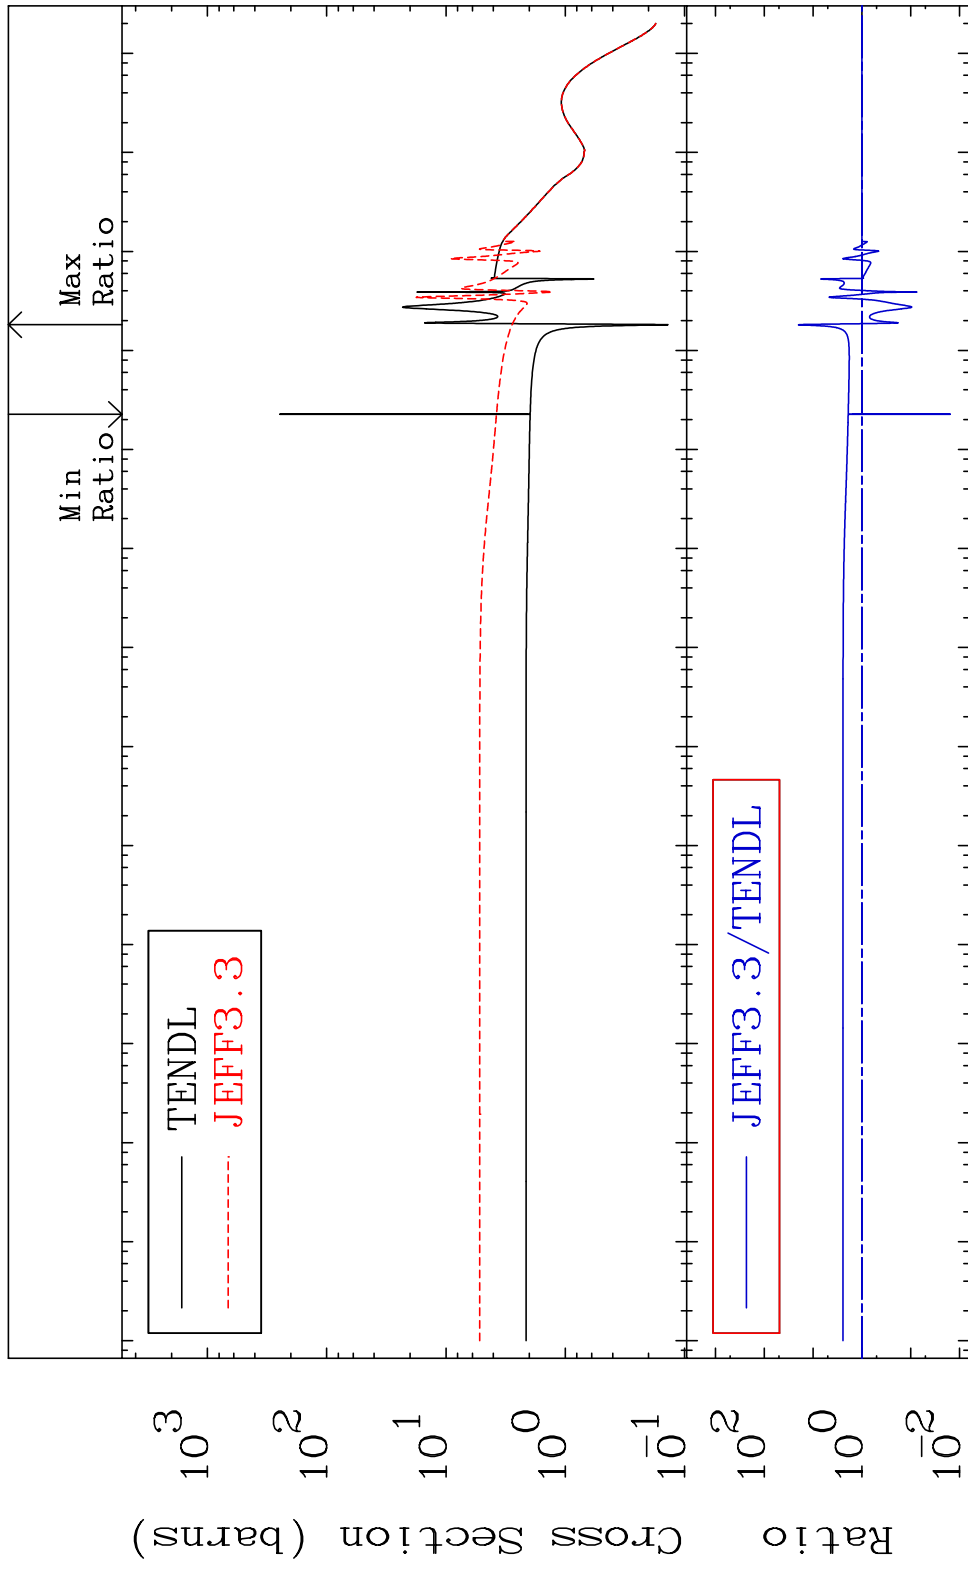 Max
Ratio
Min
Ratio
TENDL
JEFF3.3
10 3
10 2
10 1
10 0
10 -1
Cross Section (barns)
JEFF3.3/TENDL
10 2
10 0
10 -2
Ratio